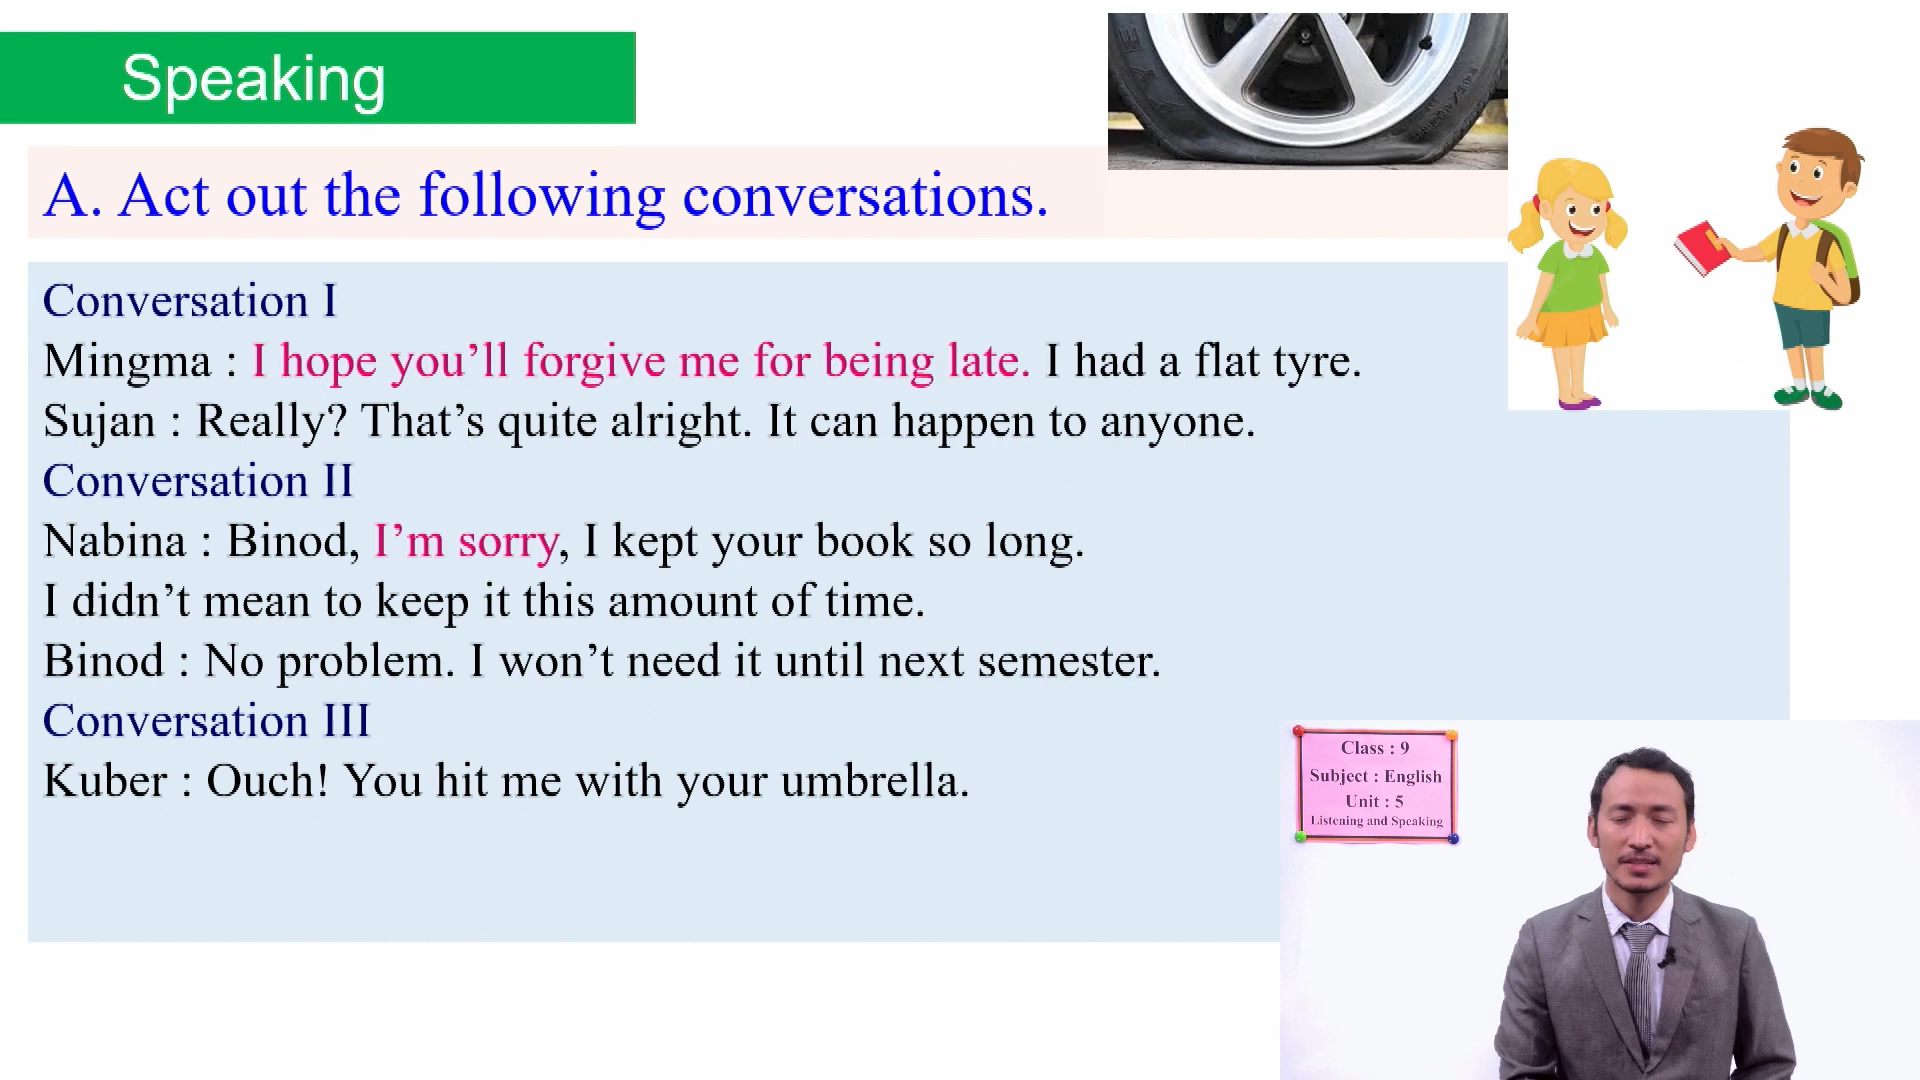 Speaking
A. Act out the following conversations.
Conversation I
Mingma : I hope you’ll forgive me for being late. I had a flat tyre.
Sujan : Really? That’s quite alright. It can happen to anyone.
Conversation II
Nabina : Binod, I’m sorry, I kept your book so long.
I didn’t mean to keep it this amount of time.
Binod : No problem. I won’t need it until next semester.
Conversation III
Kuber : Ouch! You hit me with your umbrella.
Class : 9
Subject : English
Unit : 5
Listening and Speaking